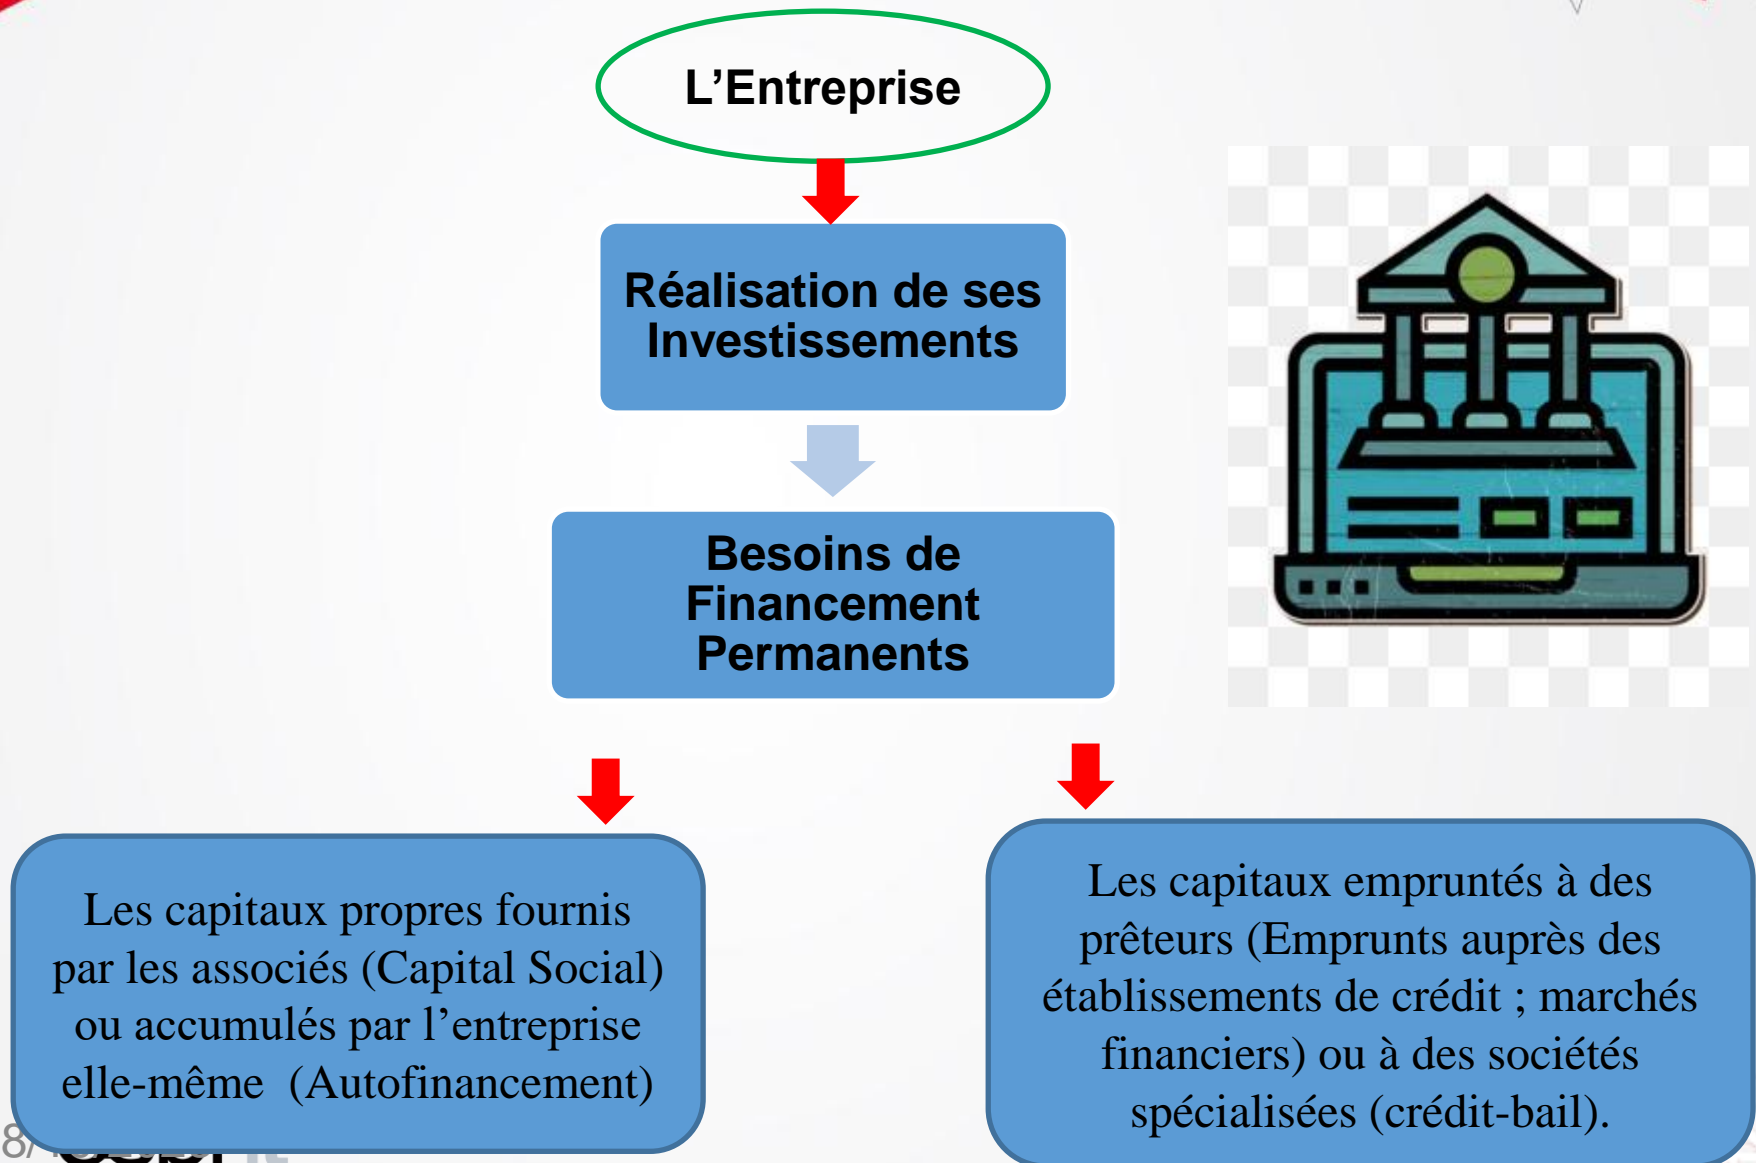 L’Entreprise
Réalisation de ses
Investissements
Besoins de
Financement
Permanents
Les capitaux propres fournis
par les associés (Capital Social)
ou accumulés par l’entreprise
elle-même (Autofinancement)
Les capitaux empruntés à des
prêteurs (Emprunts auprès des
établissements de crédit ; marchés
financiers) ou à des sociétés
spécialisées (crédit-bail).